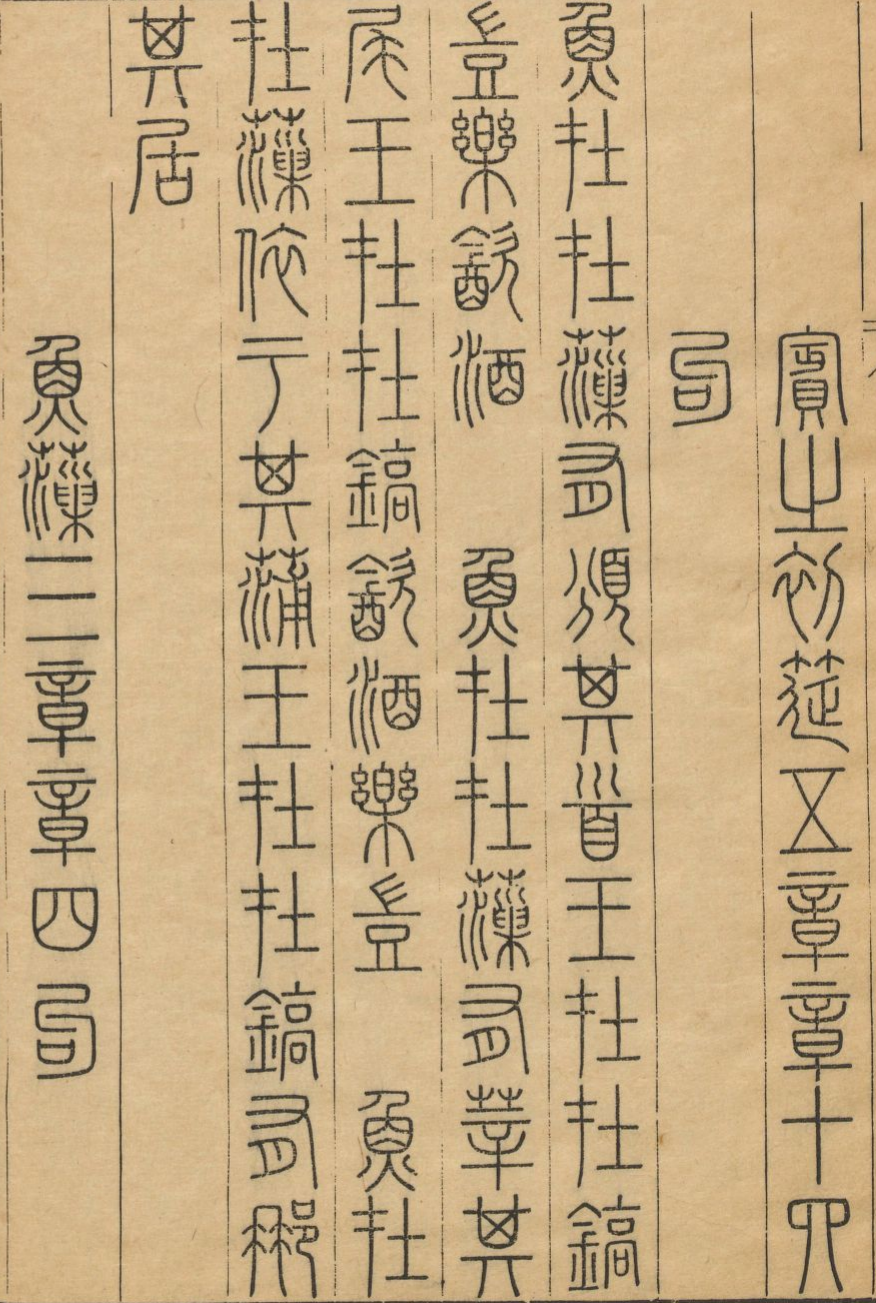 賓之初筵五章章十四
句
魚在在藻有頒其首王在在鎬
豈樂飲酒　魚在在藻有莘其
尾王在在鎬飲酒樂豈　魚在
在藻依于其蒲王在在鎬有那
其居
魚藻三章章四句